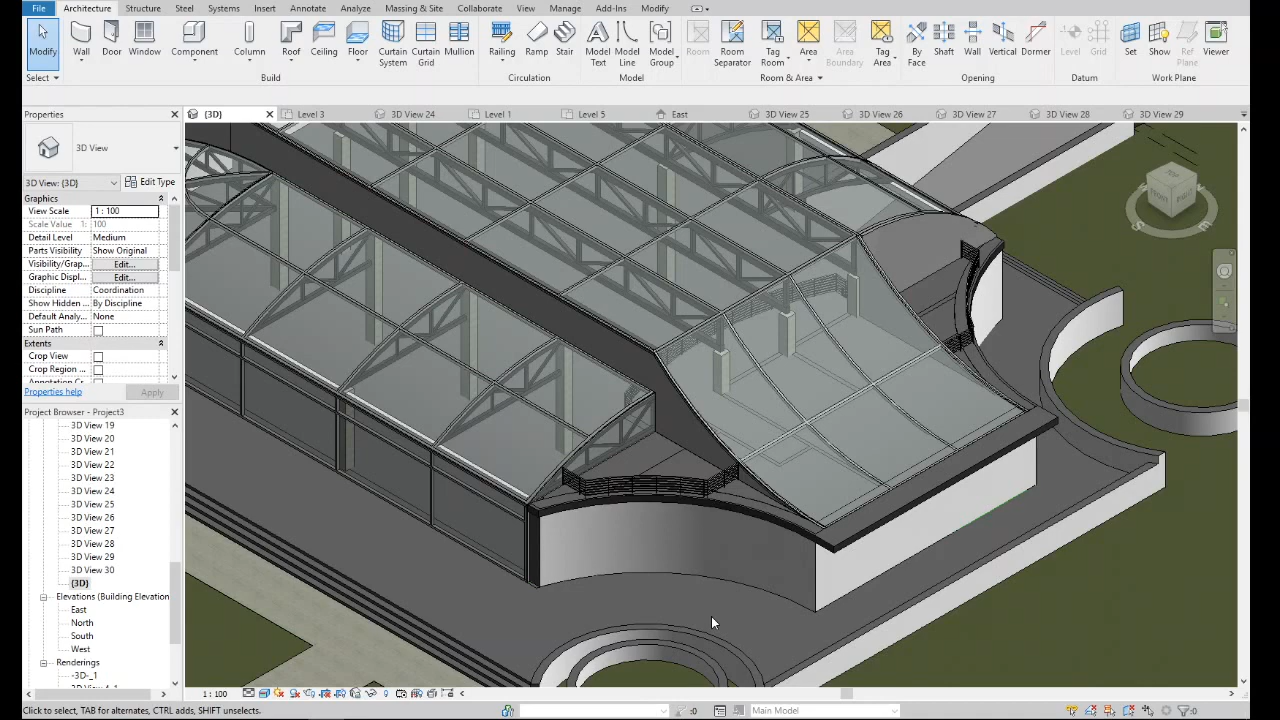 File Architecture Structure Steel Systems Insert Annotate Analyze Massing & Site Collaborate View Manage Add-Ins Modify
Modify Wall Door Window Component Column Roof Ceiling Floor Curtain System Curtain Grid Mullion Railing Ramp Stair Model Text Model Line Model Group Room Room Separator Tag Room Area Area Boundary Tag Area By Face Shaft Wall Vertical Dormer Level Grid Set Show Ref Plane Viewer
Select Build Circulation Model Room & Area Opening Datum Work Plane
Properties {3D} Level 3 3D View 24 Level 1 Level 5 East 3D View 25 3D View 26 3D View 27 3D View 28 3D View 29
3D View
3D View: {3D} Edit Type
Graphics
View Scale 1 : 100
Scale Value 1: 100
Detail Level Medium
Parts Visibility Show Original
Visibility/Grap... Edit...
Graphic Displ... Edit...
Discipline Coordination
Show Hidden ... By Discipline
Default Analy... None
Sun Path
Extents
Crop View
Crop Region ...
Properties help Apply
Project Browser - Project3
3D View 19
3D View 20
3D View 21
3D View 22
3D View 23
3D View 24
3D View 25
3D View 26
3D View 27
3D View 28
3D View 29
3D View 30
{3D}
Elevations (Building Elevation
East
North
South
West
Renderings
-3D-_1
1 : 100
Click to select, TAB for alternates, CTRL adds, SHIFT unselects. :0 Main Model :0